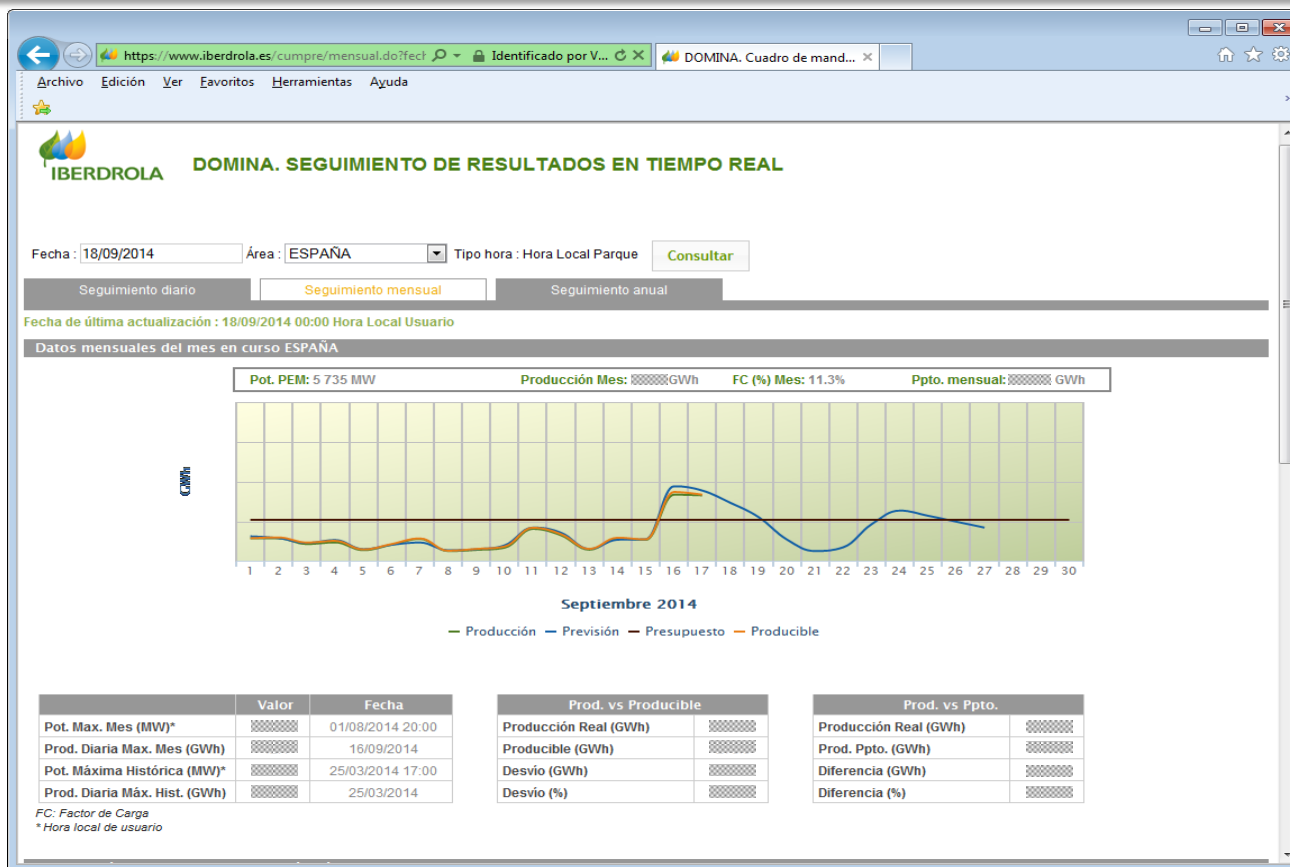 https://www.iberdrola.es/cumpre/mensual.do?fech
Identificado por V...
DOMINA. Cuadro de mand...
Archivo Edición Ver Favoritos Herramientas Ayuda
IBERDROLA
DOMINA. SEGUIMIENTO DE RESULTADOS EN TIEMPO REAL
Fecha : 18/09/2014 Área : ESPAÑA Tipo hora : Hora Local Parque Consultar
Seguimiento diario Seguimiento mensual Seguimiento anual
Fecha de última actualización : 18/09/2014 00:00 Hora Local Usuario
Datos mensuales del mes en curso ESPAÑA
Pot. PEM: 5 735 MW Producción Mes: GWh FC (%) Mes: 11.3% Ppto. mensual: GWh
GWh
1 2 3 4 5 6 7 8 9 10 11 12 13 14 15 16 17 18 19 20 21 22 23 24 25 26 27 28 29 30
Septiembre 2014
Producción Previsión Presupuesto Producible
Valor Fecha
Pot. Max. Mes (MW)* 01/08/2014 20:00
Prod. Diaria Max. Mes (GWh) 16/09/2014
Pot. Máxima Histórica (MW)* 25/03/2014 17:00
Prod. Diaria Máx. Hist. (GWh) 25/03/2014
Prod. vs Producible
Producción Real (GWh)
Producible (GWh)
Desvío (GWh)
Desvío (%)
Prod. vs Ppto.
Producción Real (GWh)
Prod. Ppto. (GWh)
Diferencia (GWh)
Diferencia (%)
FC: Factor de Carga
* Hora local de usuario